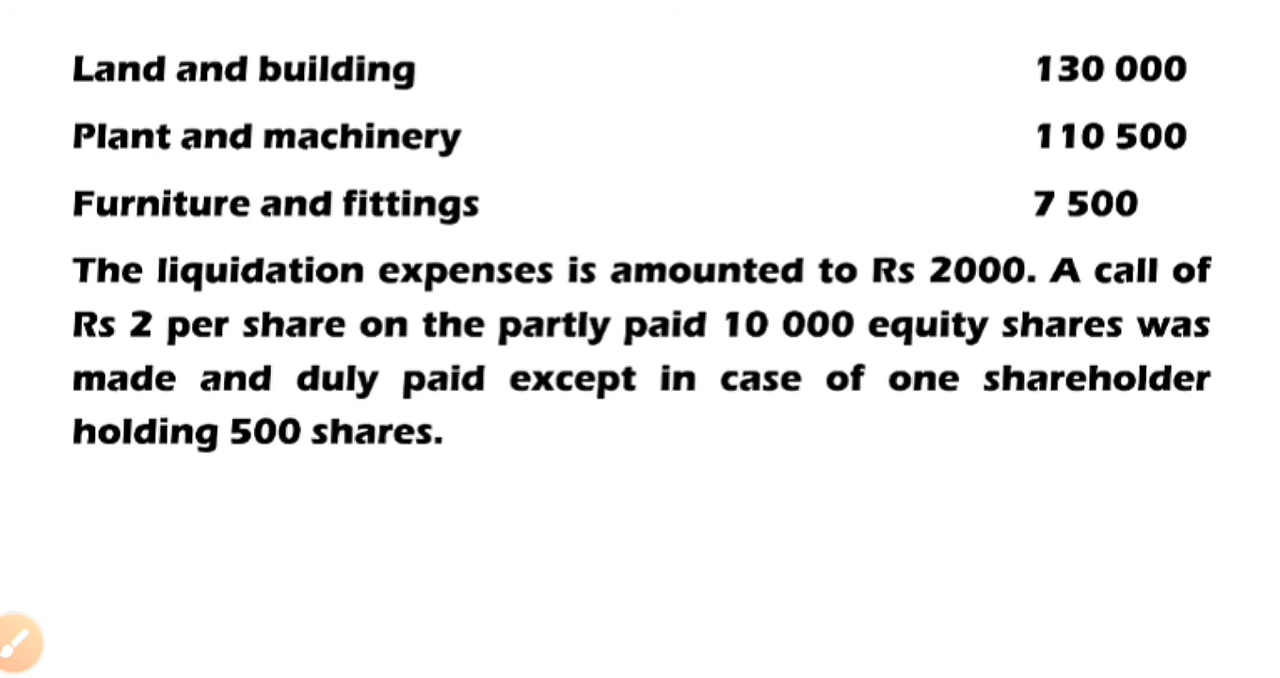 Land and building 130 000
Plant and machinery 110 500
Furniture and fittings 7 500
The liquidation expenses is amounted to Rs 2000. A call of
Rs 2 per share on the partly paid 10 000 equity shares was
made and duly paid except in case of one shareholder
holding 500 shares.